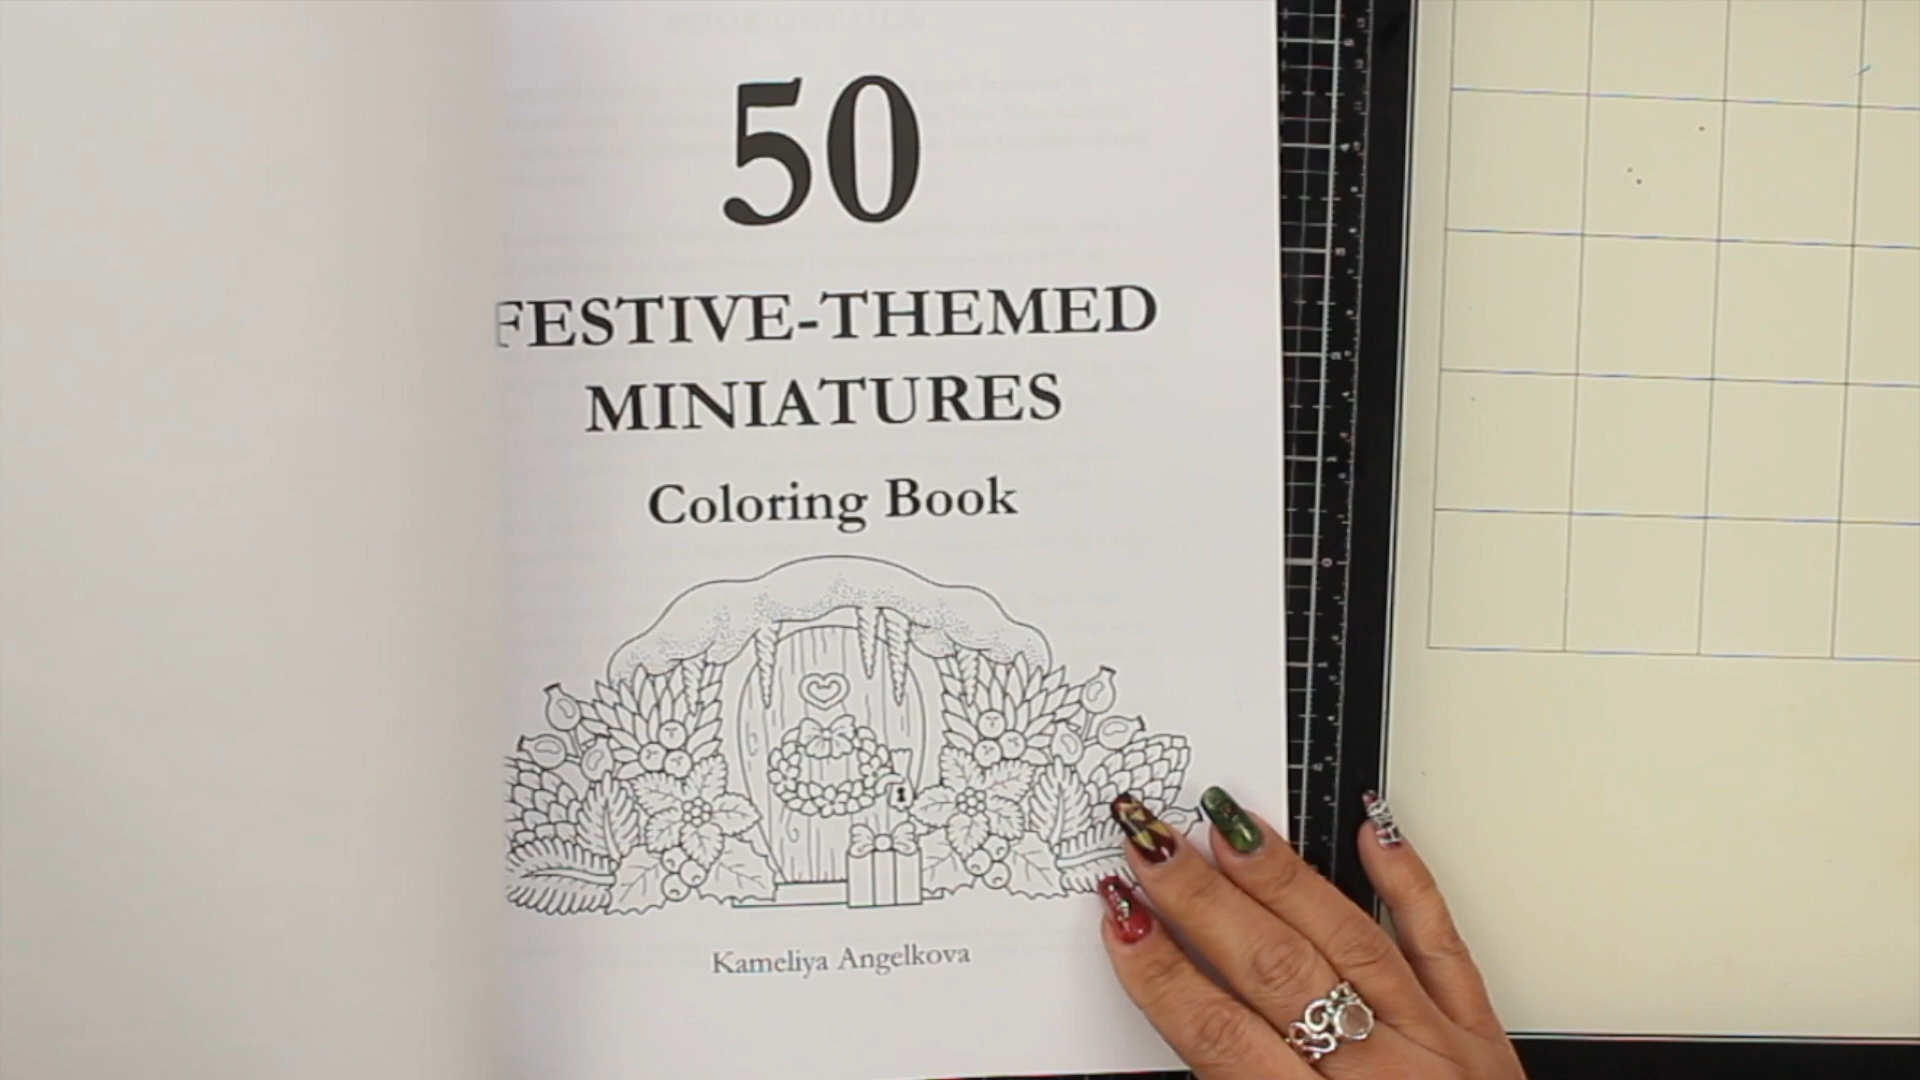 50
FESTIVE-THEMED
MINIATURES
Coloring Book
Kameliya Angelkova